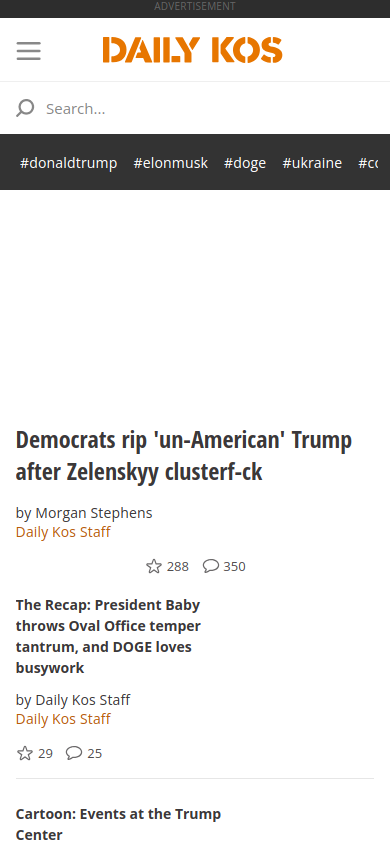 ADVERTISEMENT
DAILY KOS
Search...
#donaldtrump #elonmusk #doge #ukraine
Democrats rip 'un-American' Trump
after Zelenskyy clusterf-ck
by Morgan Stephens
Daily Kos Staff
288 350
The Recap: President Baby
throws Oval Office temper
tantrum, and DOGE loves
busywork
by Daily Kos Staff
Daily Kos Staff
29 25
Cartoon: Events at the Trump
Center